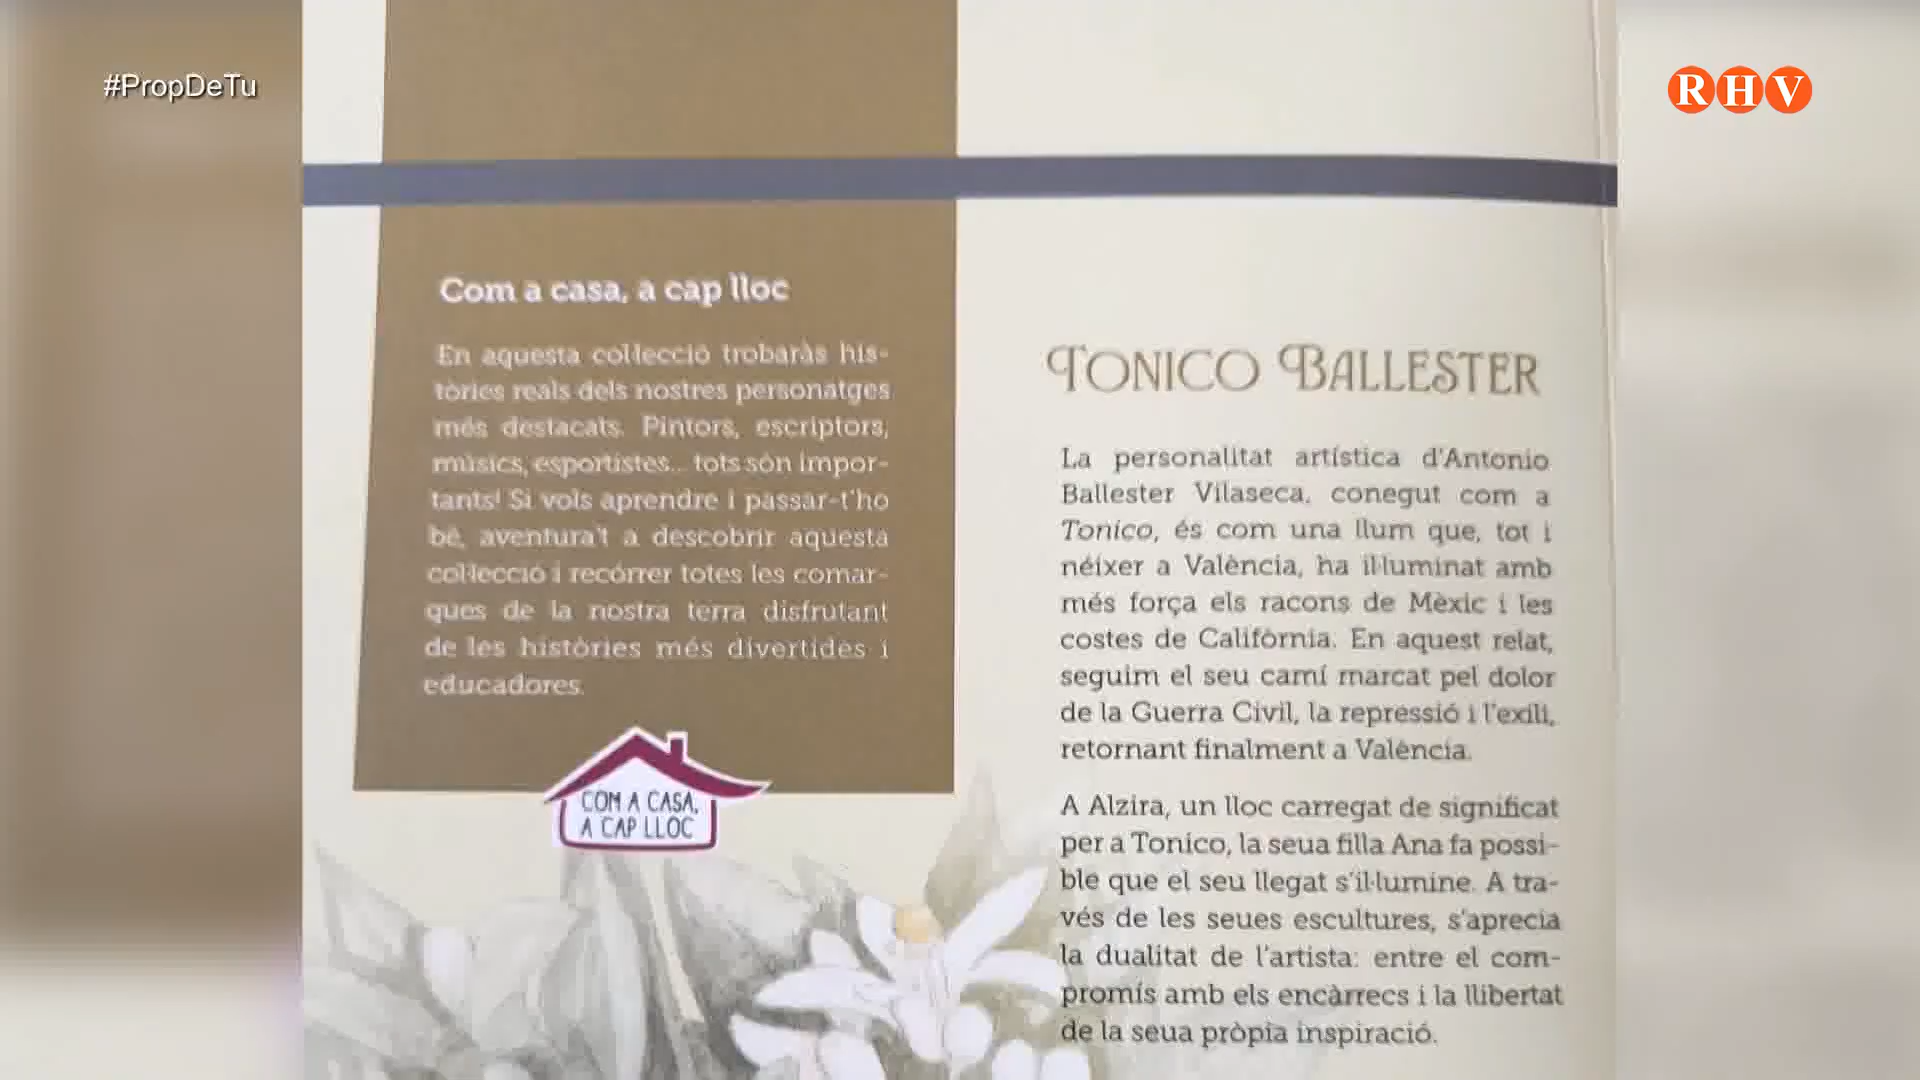 #PropDeTu
RHV
Com a casa, a cap lloc
En aquesta col·lecció trobaràs his-
tòries reals dels nostres personatges
més destacats. Pintors, escriptors,
músics, esportistes... tots són impor-
tants! Si vols aprendre i passar-t'ho
bé, aventura't a descobrir aquesta
col·lecció i recórrer totes les comar-
ques de la nostra terra disfrutant
de les històries més divertides i
educadores.
COM A CASA,
A CAP LLOC
TONICO BALLESTER
La personalitat artística d'Antonio
Ballester Vilaseca, conegut com a
Tonico, és com una llum que, tot i
néixer a València, ha il·luminat amb
més força els racons de Mèxic i les
costes de Califòrnia. En aquest relat,
seguim el seu camí marcat pel dolor
de la Guerra Civil, la repressió i l'exili,
retornant finalment a València.
A Alzira, un lloc carregat de significat
per a Tonico, la seua filla Ana fa possi-
ble que el seu llegat s'il·lumine. A tra-
vés de les seues escultures, s'aprecia
la dualitat de l'artista: entre el com-
promís amb els encàrrecs i la llibertat
de la seua pròpia inspiració.